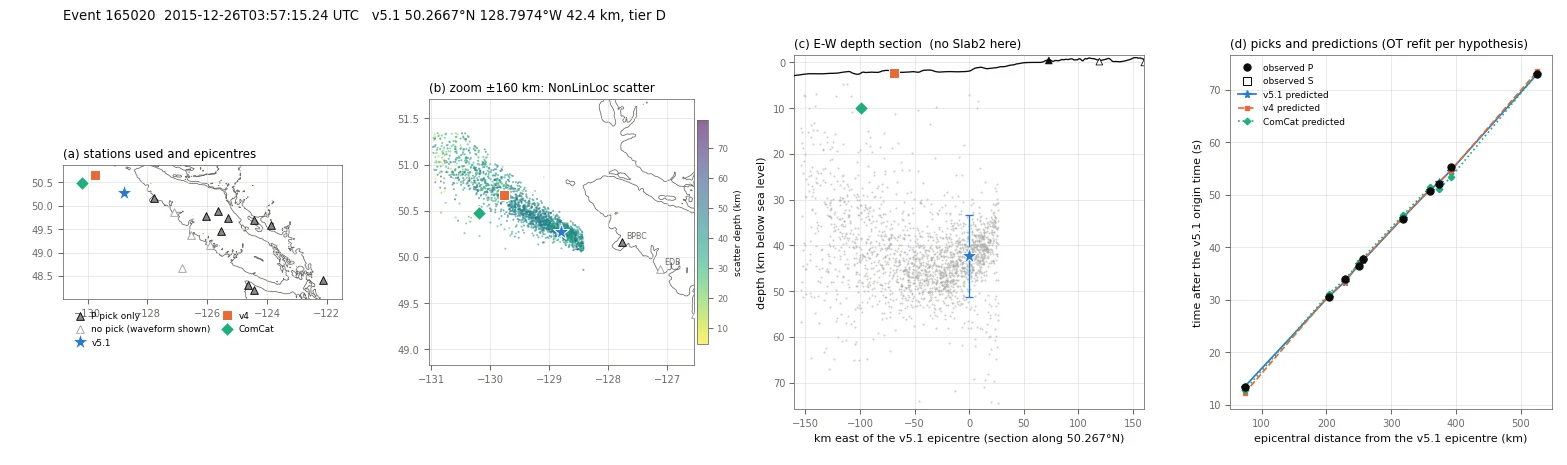 Event 165020  2015-12-26T03:57:15.24 UTC   v5.1 50.2667°N 128.7974°W 42.4 km, tier D
(a) stations used and epicentres
50.5
50.0
49.5
49.0
48.5
−130
−128
−126
−124
−122
P pick only
no pick (waveform shown)
v5.1
v4
ComCat
(b) zoom ±160 km: NonLinLoc scatter
51.5
51.0
50.5
50.0
49.5
49.0
−131
−130
−129
−128
−127
BPBC
EDB
70
60
50
40
30
20
10
scatter depth (km)
(c) E-W depth section  (no Slab2 here)
0
10
20
30
40
50
60
70
depth (km below sea level)
−150
−100
−50
0
50
100
150
km east of the v5.1 epicentre (section along 50.267°N)
(d) picks and predictions (OT refit per hypothesis)
observed P
observed S
v5.1 predicted
v4 predicted
ComCat predicted
70
60
50
40
30
20
10
time after the v5.1 origin time (s)
100
200
300
400
500
epicentral distance from the v5.1 epicentre (km)